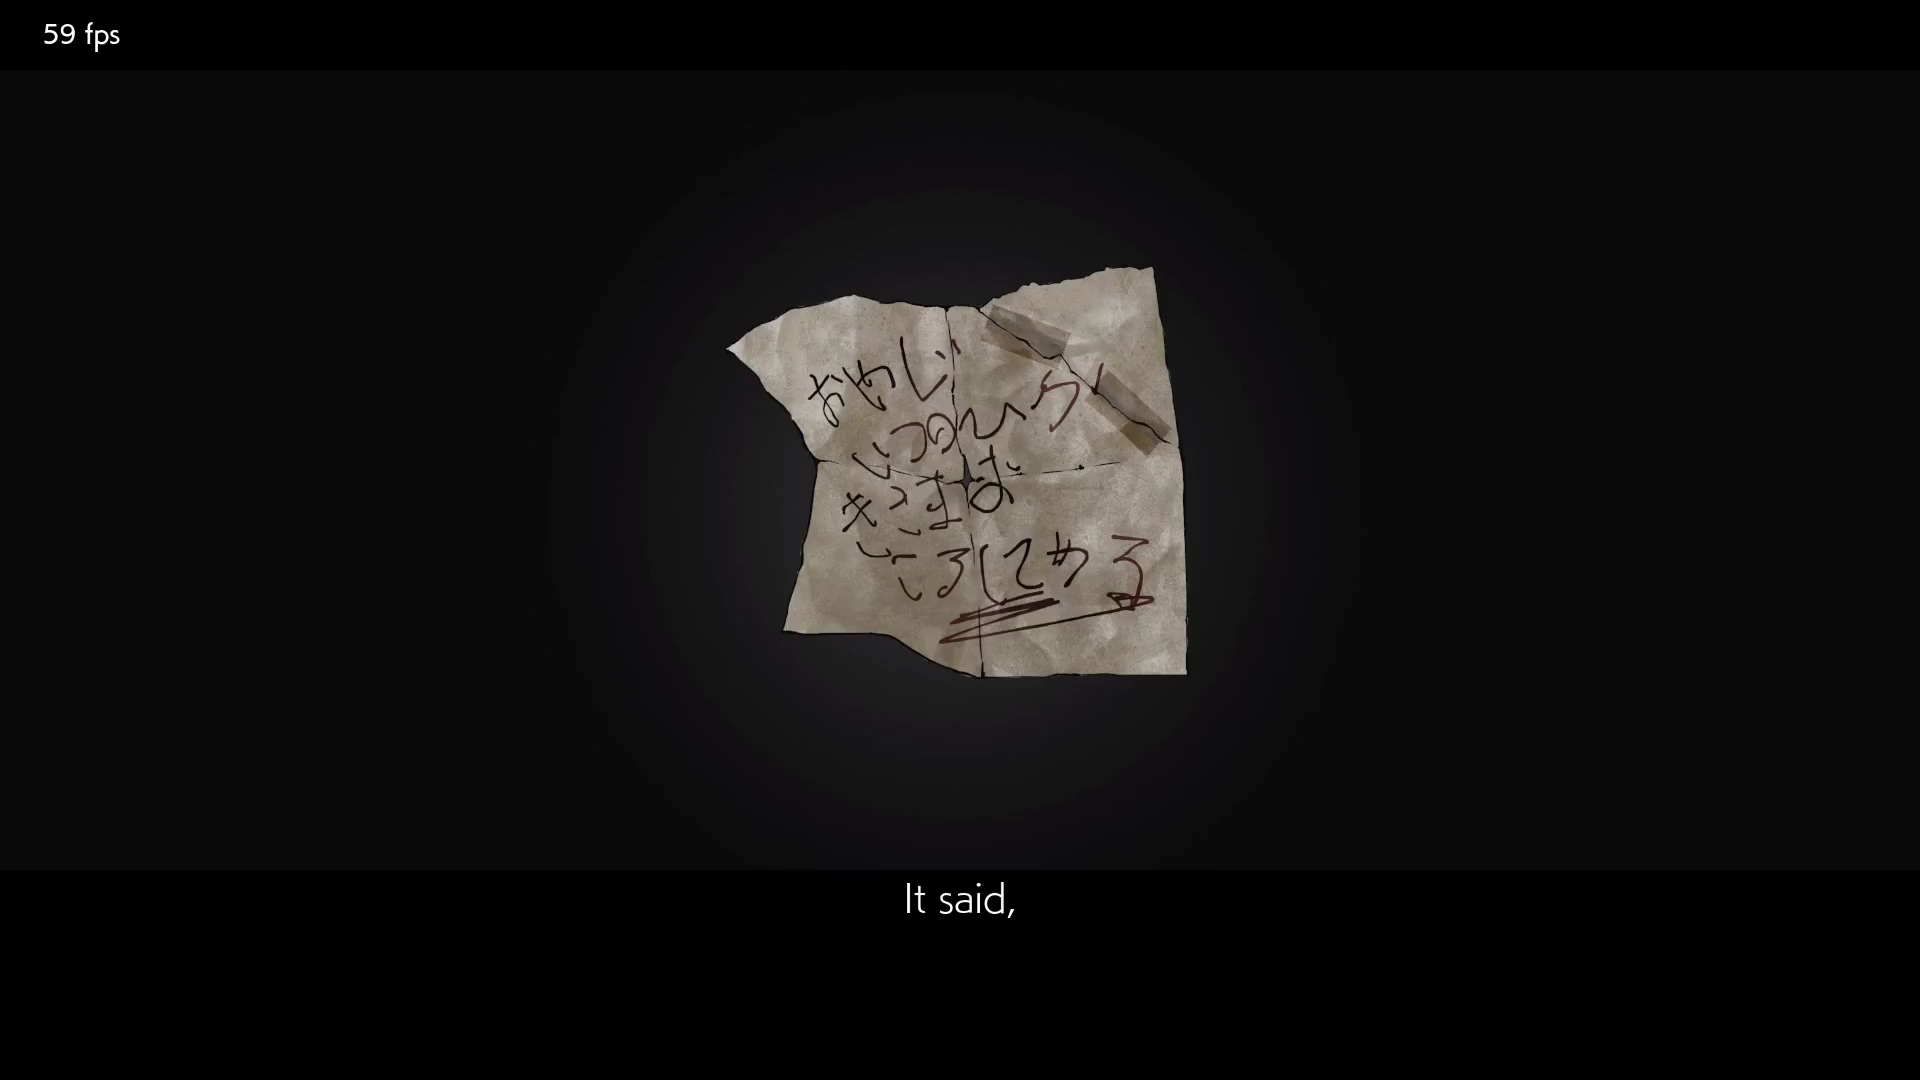 59 fps
おやじ
いつのひか
きさまを
ころしてやる
It said,